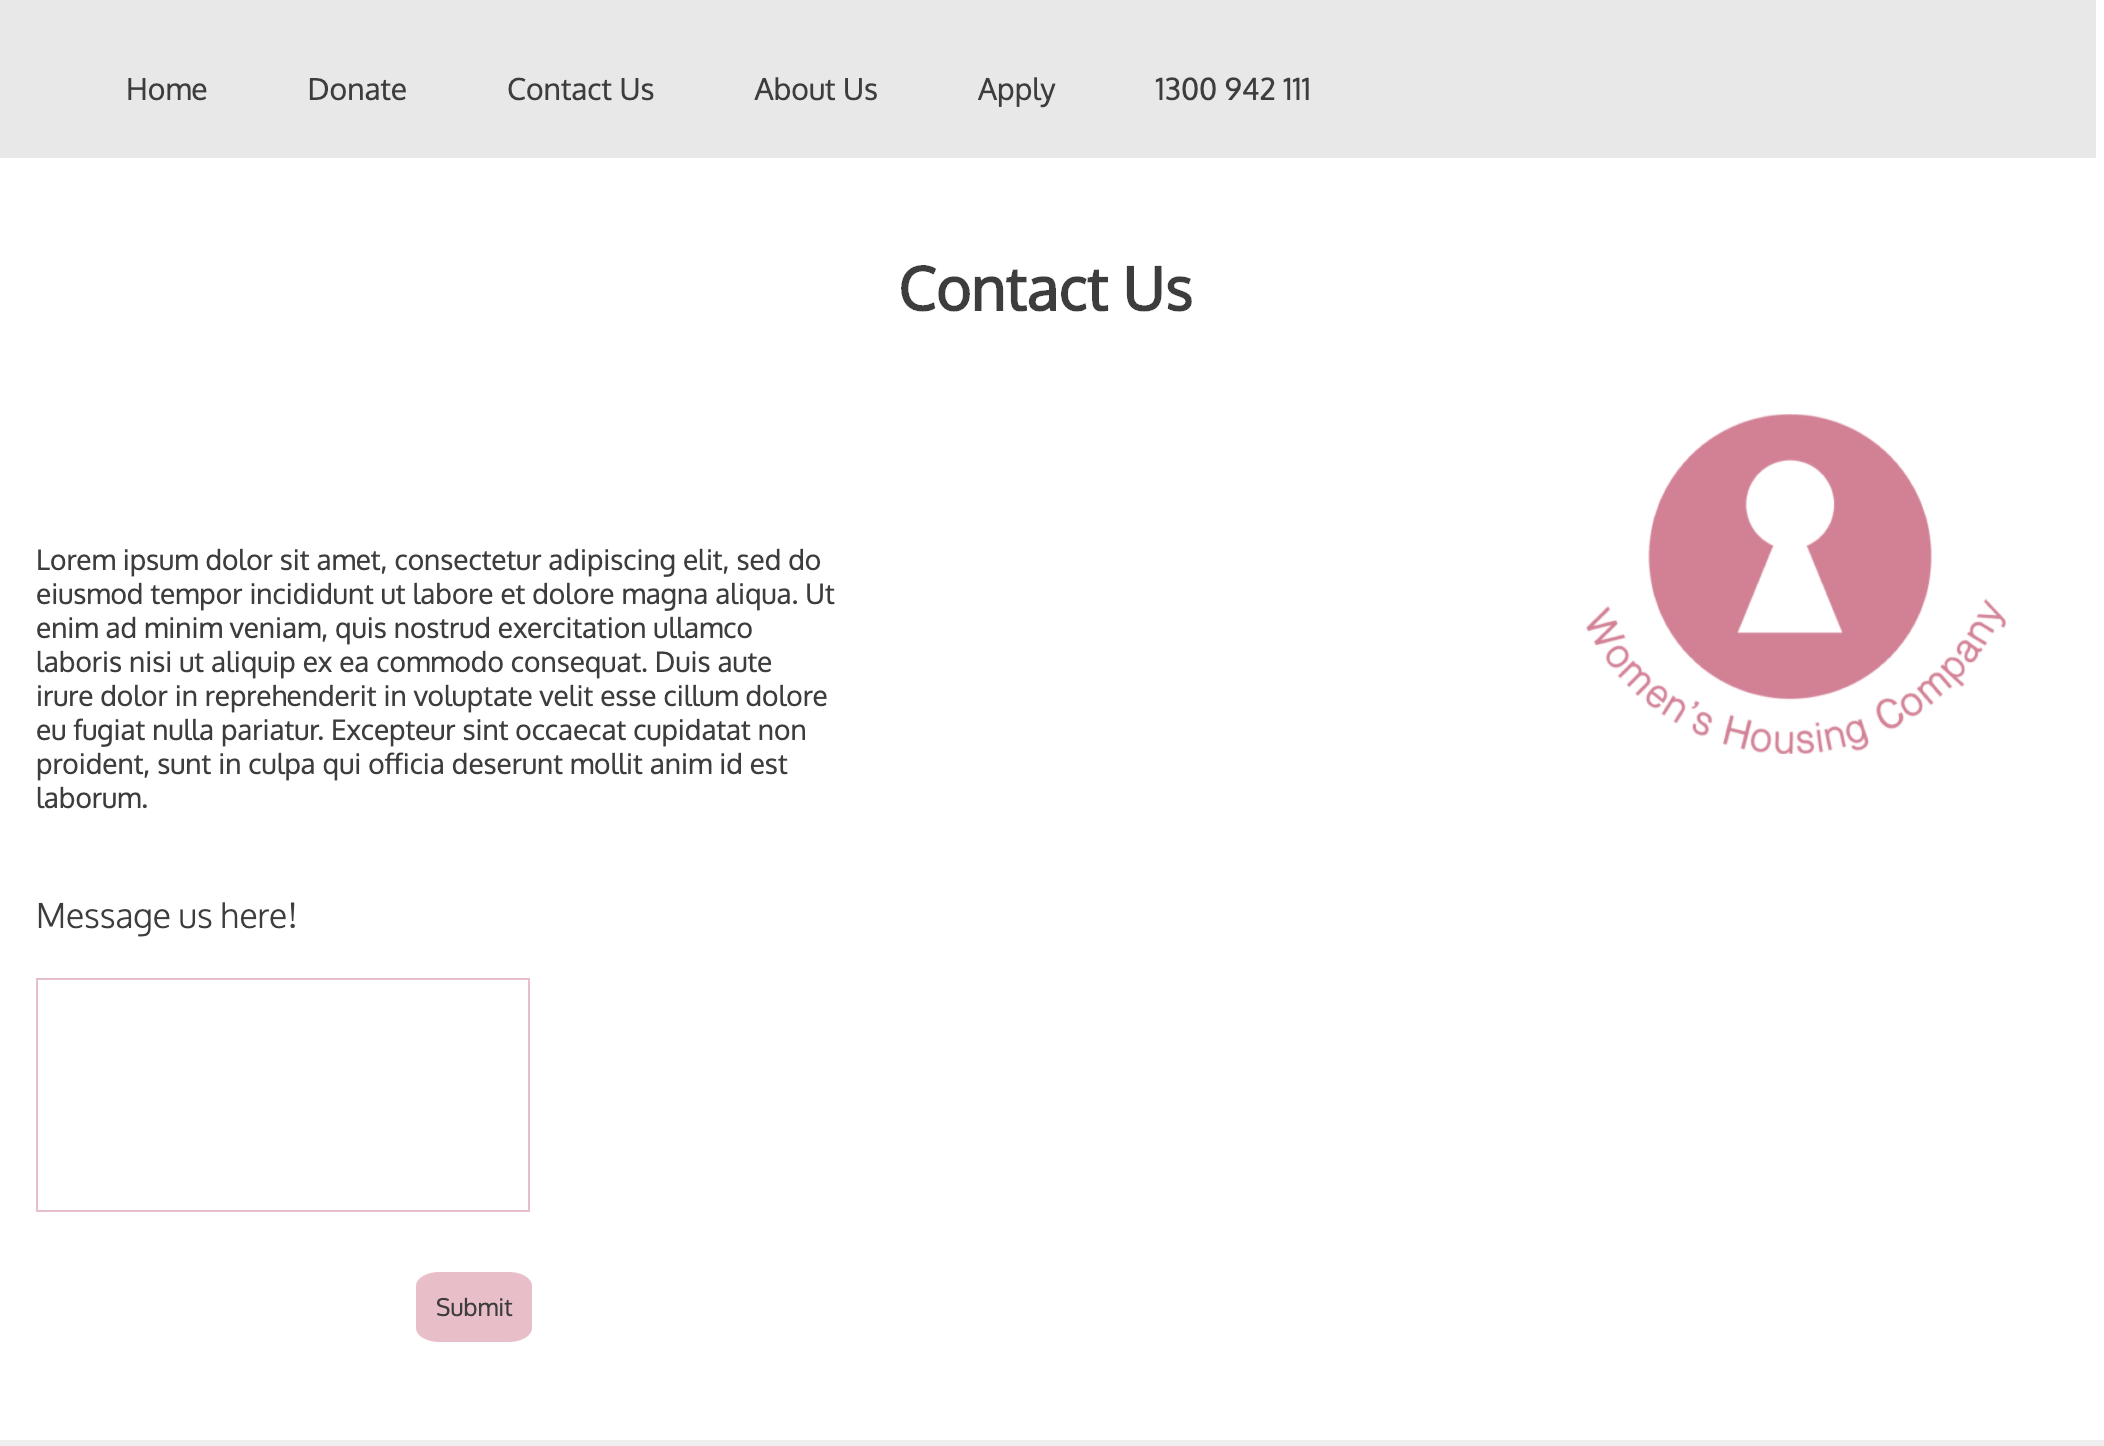 Home Donate Contact Us About Us Apply 1300 942 111
Contact Us
Women's Housing Company
Lorem ipsum dolor sit amet, consectetur adipiscing elit, sed do
eiusmod tempor incididunt ut labore et dolore magna aliqua. Ut
enim ad minim veniam, quis nostrud exercitation ullamco
laboris nisi ut aliquip ex ea commodo consequat. Duis aute
irure dolor in reprehenderit in voluptate velit esse cillum dolore
eu fugiat nulla pariatur. Excepteur sint occaecat cupidatat non
proident, sunt in culpa qui officia deserunt mollit anim id est
laborum.
Message us here!
Submit